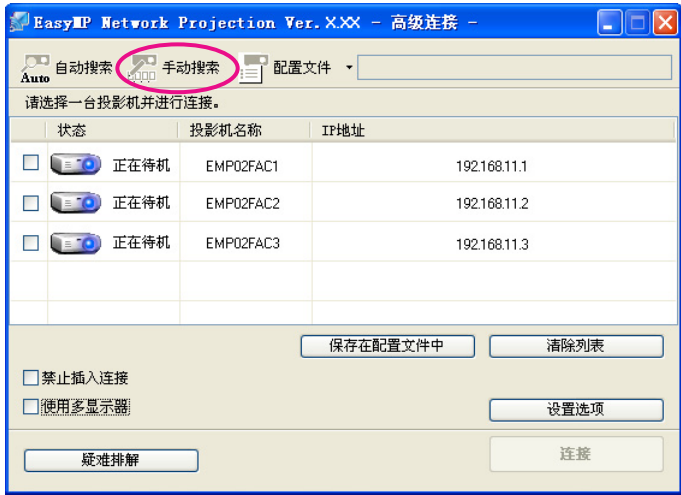 EasyMP Network Projection Ver. X.XX - 高级连接 -
Auto 自动搜索 手动搜索 配置文件
请选择一台投影机并进行连接。
状态 投影机名称 IP地址
正在待机 EMP02FAC1 192.168.11.1
正在待机 EMP02FAC2 192.168.11.2
正在待机 EMP02FAC3 192.168.11.3
保存在配置文件中 清除列表
禁止插入连接
使用多显示器 设置选项
疑难排解 连接